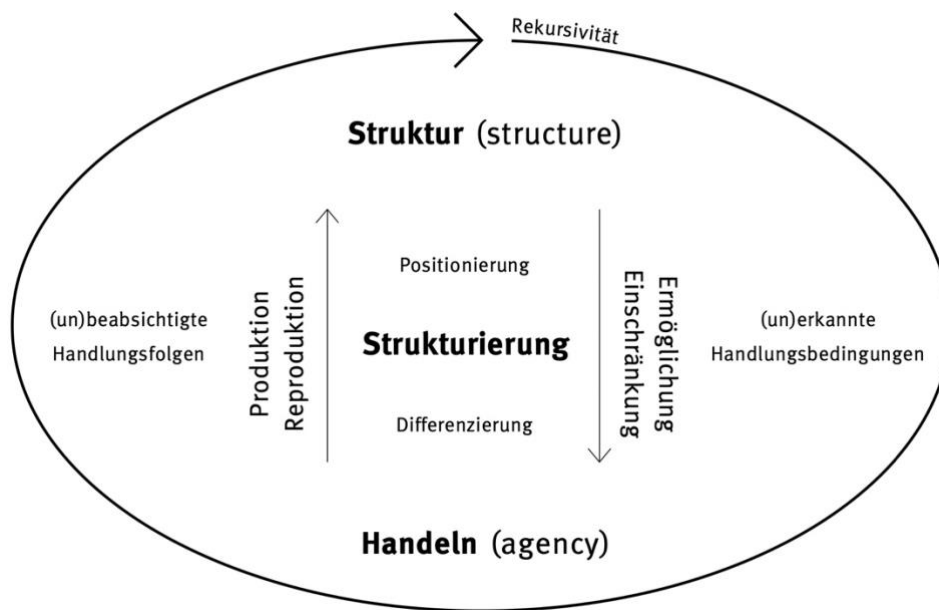 Rekursivität
Struktur (structure)
Positionierung
(un)beabsichtigte
Handlungsfolgen
Produktion
Reproduktion
Strukturierung
Ermöglichung
Einschränkung
(un)erkannte
Handlungsbedingungen
Differenzierung
Handeln (agency)